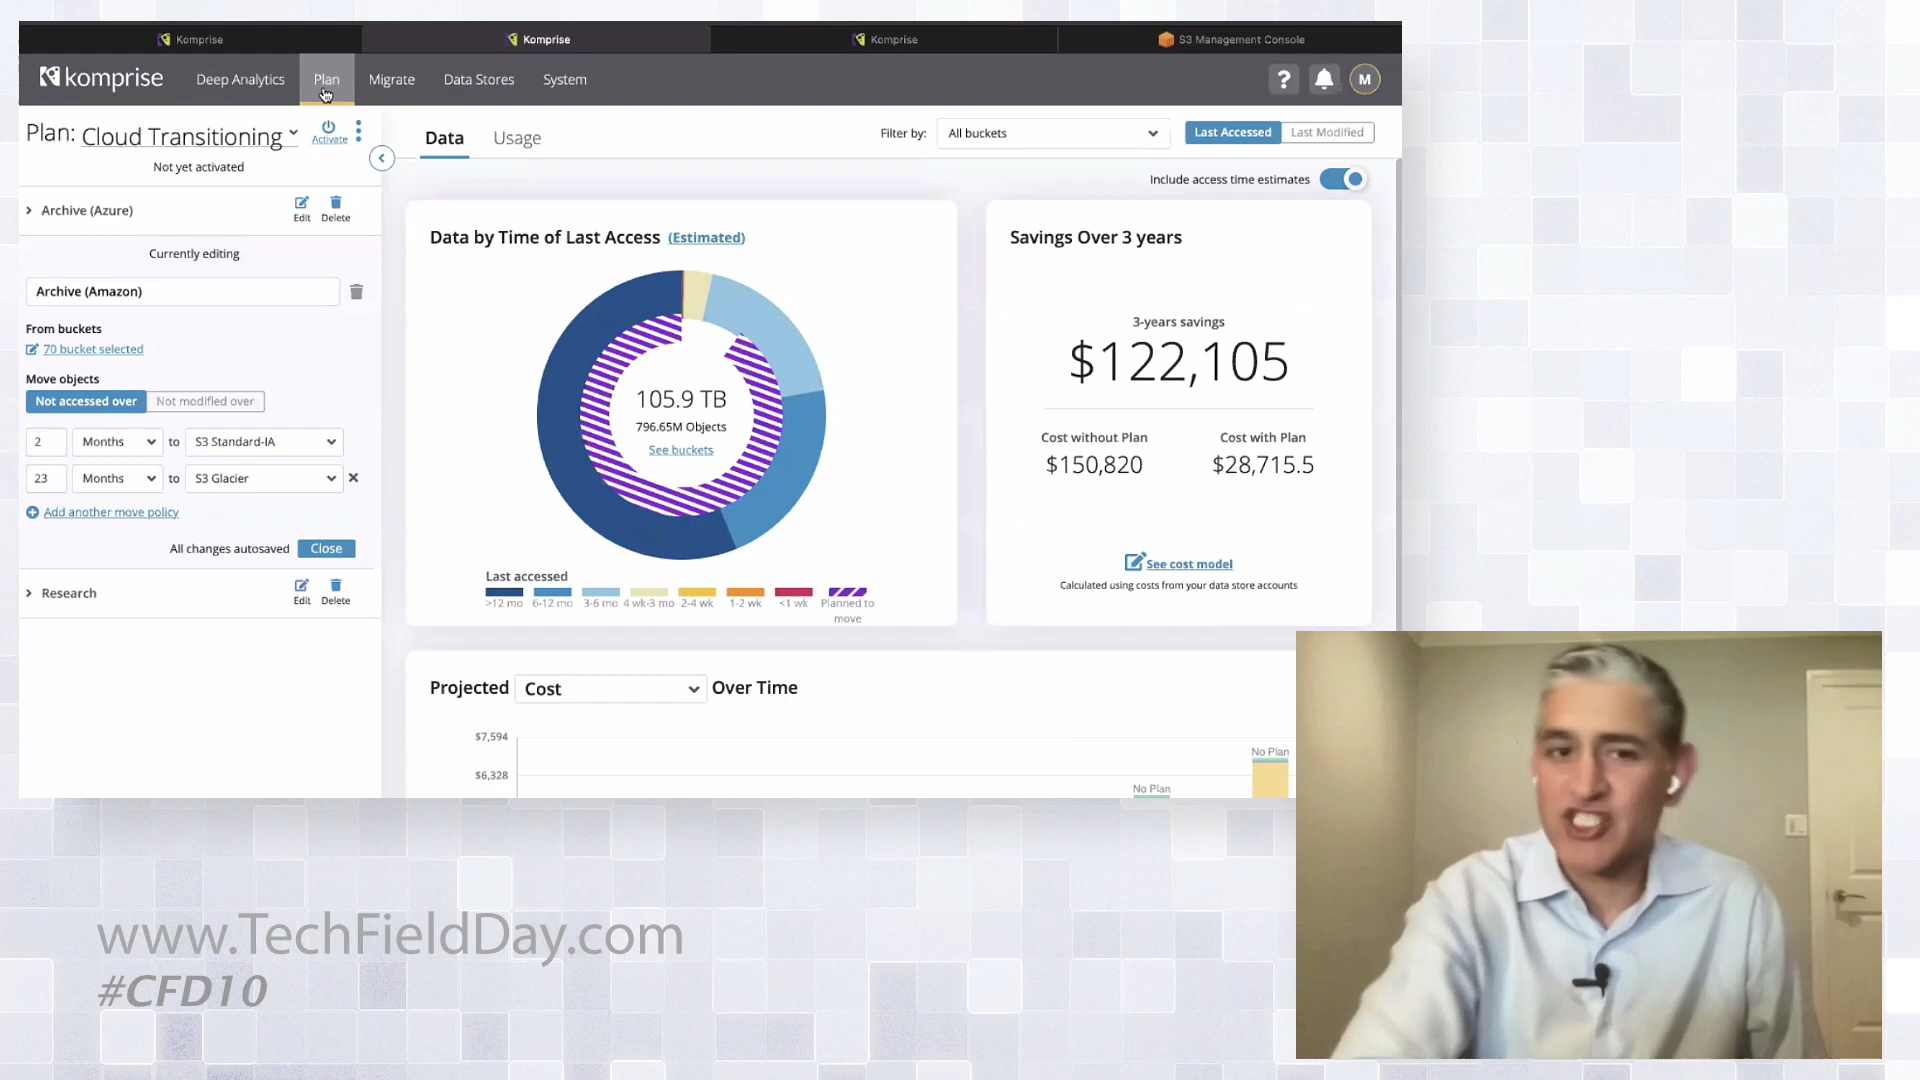 Komprise
Komprise
Komprise
S3 Management Console
komprise
Deep Analytics
Plan
Migrate
Data Stores
System
?
M
Plan: Cloud Transitioning
Activate
Not yet activated
Archive (Azure)
Edit
Delete
Currently editing
Archive (Amazon)
From buckets
70 bucket selected
Move objects
Not accessed over
Not modified over
2 Months to S3 Standard-IA
23 Months to S3 Glacier
Add another move policy
All changes autosaved
Close
Research
Edit
Delete
Data
Usage
Filter by: All buckets
Last Accessed
Last Modified
Include access time estimates
Data by Time of Last Access (Estimated)
105.9 TB
796.65M Objects
See buckets
Last accessed
>12 mo 6-12 mo 3-6 mo 4 wk-3 mo 2-4 wk 1-2 wk <1 wk Planned to
move
Savings Over 3 years
3-years savings
$122,105
Cost without Plan
$150,820
Cost with Plan
$28,715.5
See cost model
Calculated using costs from your data store accounts
Projected Cost Over Time
$7,594
$6,328
No Plan
No Plan
www.TechFieldDay.com
#CFD10